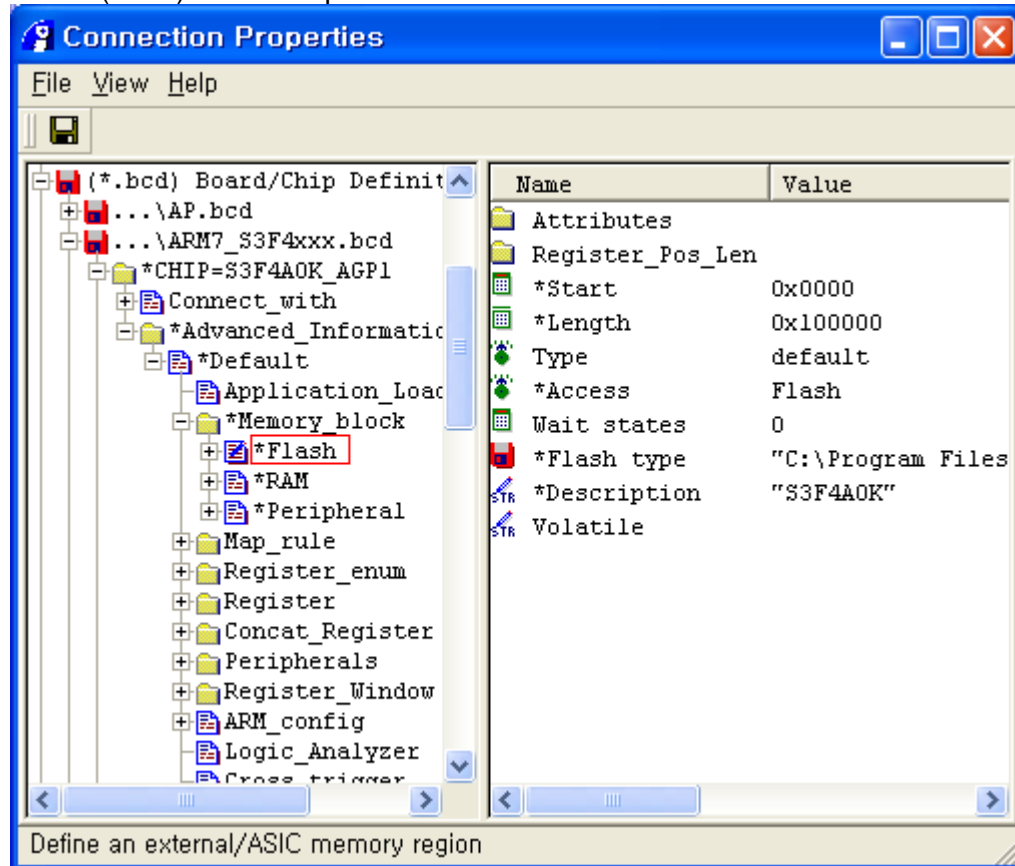 Connection Properties
File View Help
(*.bcd) Board/Chip Definit
...\AP.bcd
...\ARM7_S3F4xxx.bcd
*CHIP=S3F4A0K_AGP1
Connect_with
*Advanced_Informatic
*Default
Application_Load
*Memory_block
*Flash
*RAM
*Peripheral
Map_rule
Register_enum
Register
Concat_Register
Peripherals
Register_Window
ARM_config
Logic_Analyzer
Cross_trigger
Name Value
Attributes
Register_Pos_Len
*Start 0x0000
*Length 0x100000
Type default
*Access Flash
Wait states 0
*Flash type "C:\Program Files
STR *Description "S3F4A0K"
STR Volatile
Define an external/ASIC memory region